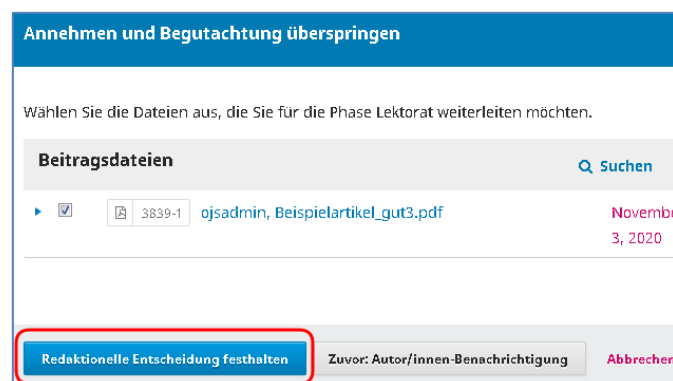 Annehmen und Begutachtung überspringen
Wählen Sie die Dateien aus, die Sie für die Phase Lektorat weiterleiten möchten.
Beitragsdateien Suchen
3839-1 ojsadmin, Beispielartikel_gut3.pdf Novembe
3, 2020
Redaktionelle Entscheidung festhalten Zuvor: Autor/innen-Benachrichtigung Abbrechen